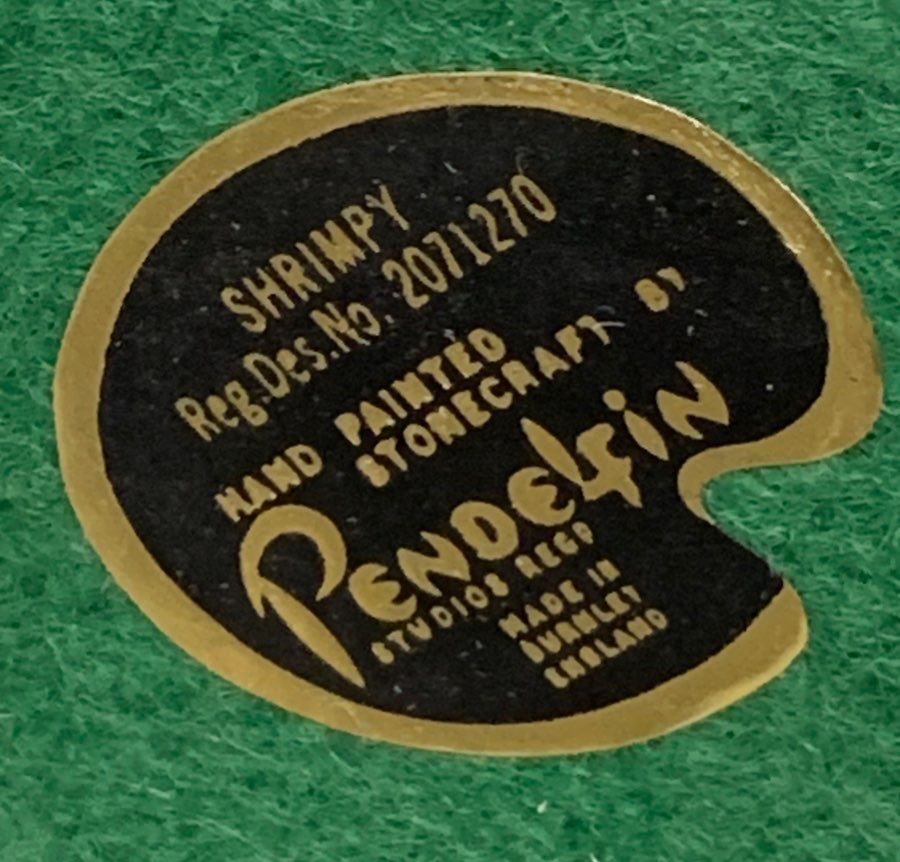 SHRIMPY
Reg.Des.No. 2071270
HAND PAINTED
STONECRAFT BY
PENDELFIN
STUDIOS REGD
MADE IN
BURNLEY
ENGLAND